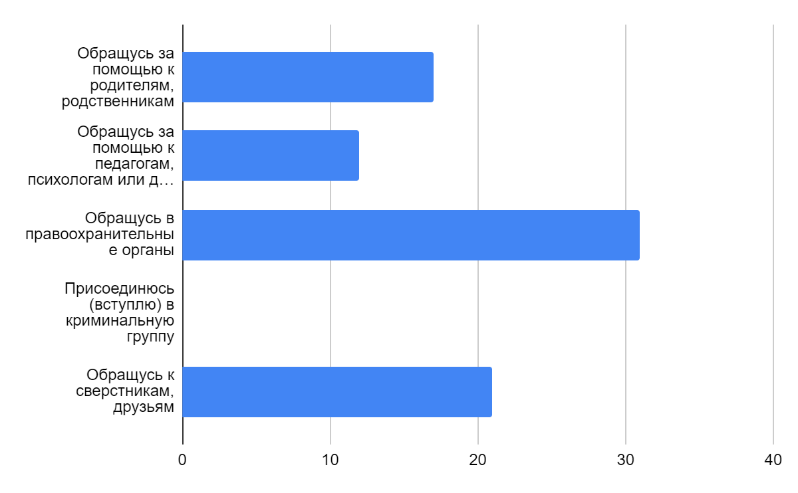 Обращусь за
помощью к
родителям,
родственникам
Обращусь за
помощью к
педагогам,
психологам или д…
Обращусь в
правоохранительны
е органы
Присоединюсь
(вступлю) в
криминальную
группу
Обращусь к
сверстникам,
друзьям
0 10 20 30 40